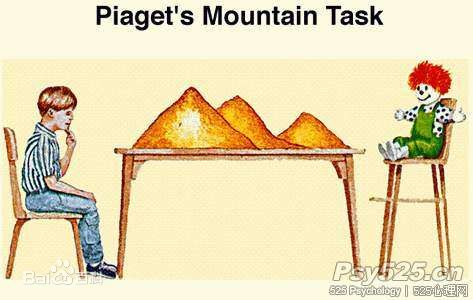 Piaget's Mountain Task
Baidu百科
Psy525.cn
525 Psychology | 525心理网